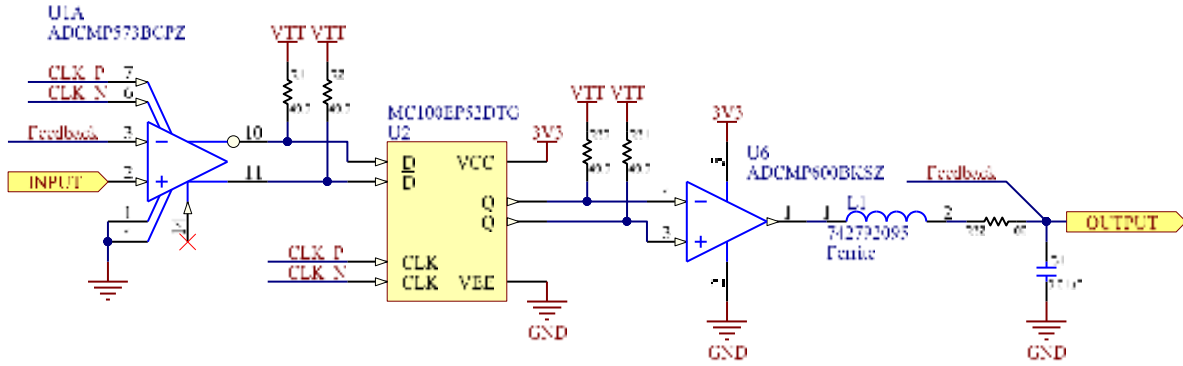 U1A
ADCMP573BCPZ
VTT VTT
CLK_P 7
CLK_N 6
Feedback 3
10
INPUT 2
11
1
MC100EP52DTG
U2
D
D
VCC
3V3
Q
Q
CLK_P CLK
CLK_N CLK
VEE
GND
VTT VTT
3V3
U6
ADCMP600BKSZ
3
1
1
L1
2
742792095
Ferrite
Feedback
OUTPUT
GND
GND